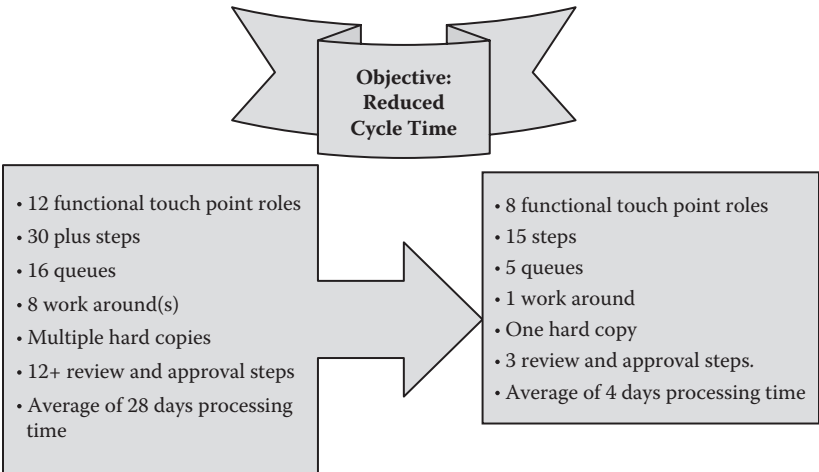 Objective:
Reduced
Cycle Time
• 12 functional touch point roles
• 30 plus steps
• 16 queues
• 8 work around(s)
• Multiple hard copies
• 12+ review and approval steps
• Average of 28 days processing
time
• 8 functional touch point roles
• 15 steps
• 5 queues
• 1 work around
• One hard copy
• 3 review and approval steps.
• Average of 4 days processing time